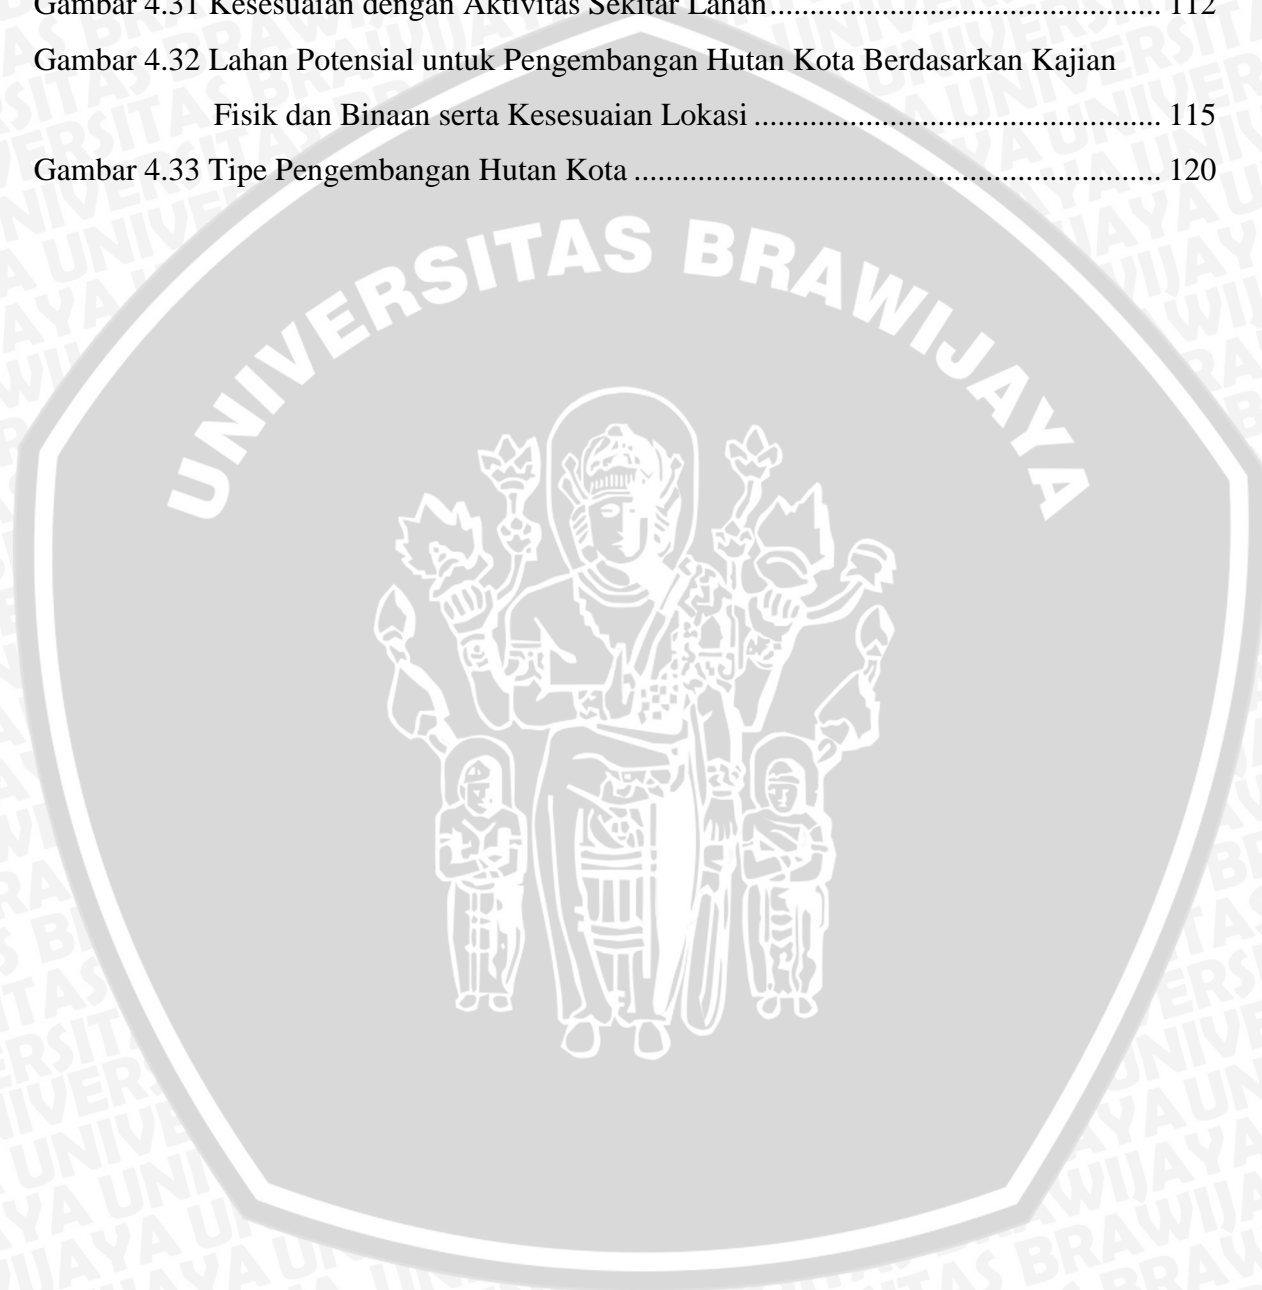 Gambar 4.31 Kesesuaian dengan Aktivitas Sekitar Lahan................................................. 112
Gambar 4.32 Lahan Potensial untuk Pengembangan Hutan Kota Berdasarkan Kajian
Fisik dan Binaan serta Kesesuaian Lokasi ................................................... 115
Gambar 4.33 Tipe Pengembangan Hutan Kota .................................................................. 120
UNIVERSITAS BRAWIJAYA